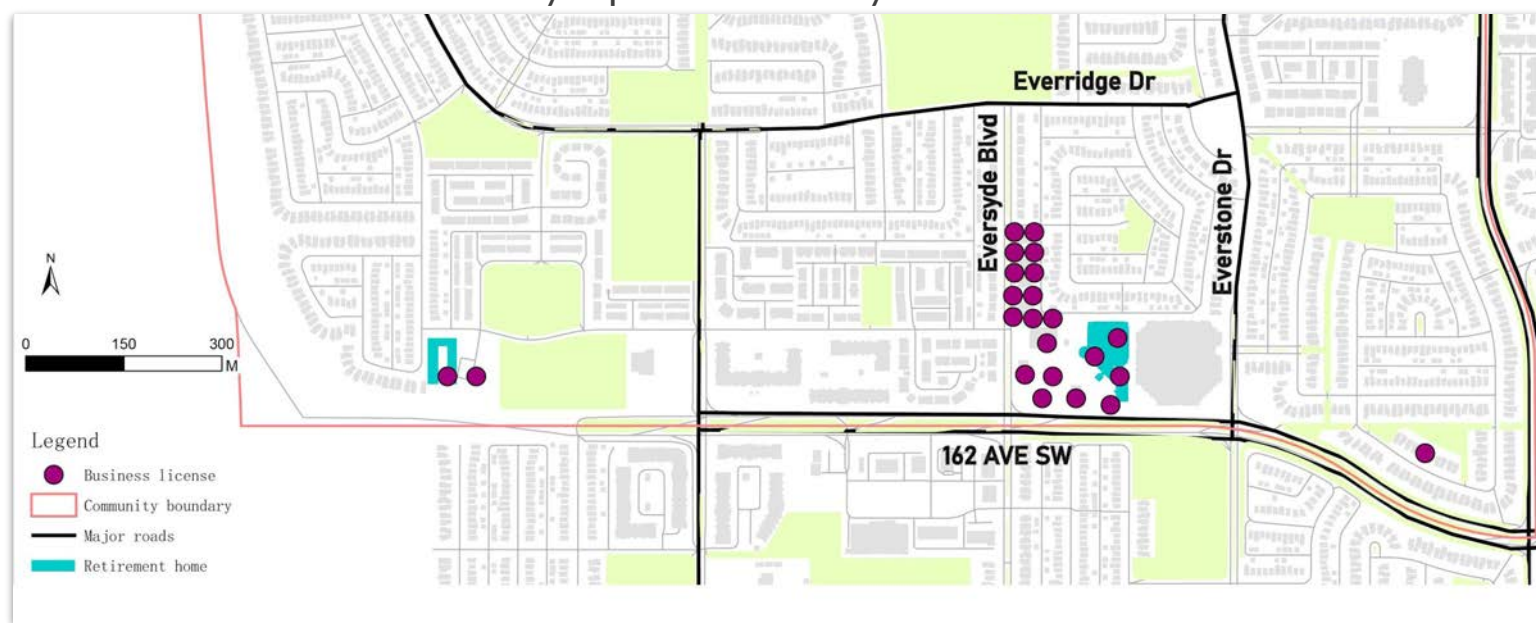 Everridge Dr
Eversyde Blvd
Everstone Dr
N
0 150 300
M
162 AVE SW
Legend
Business license
Community boundary
Major roads
Retirement home